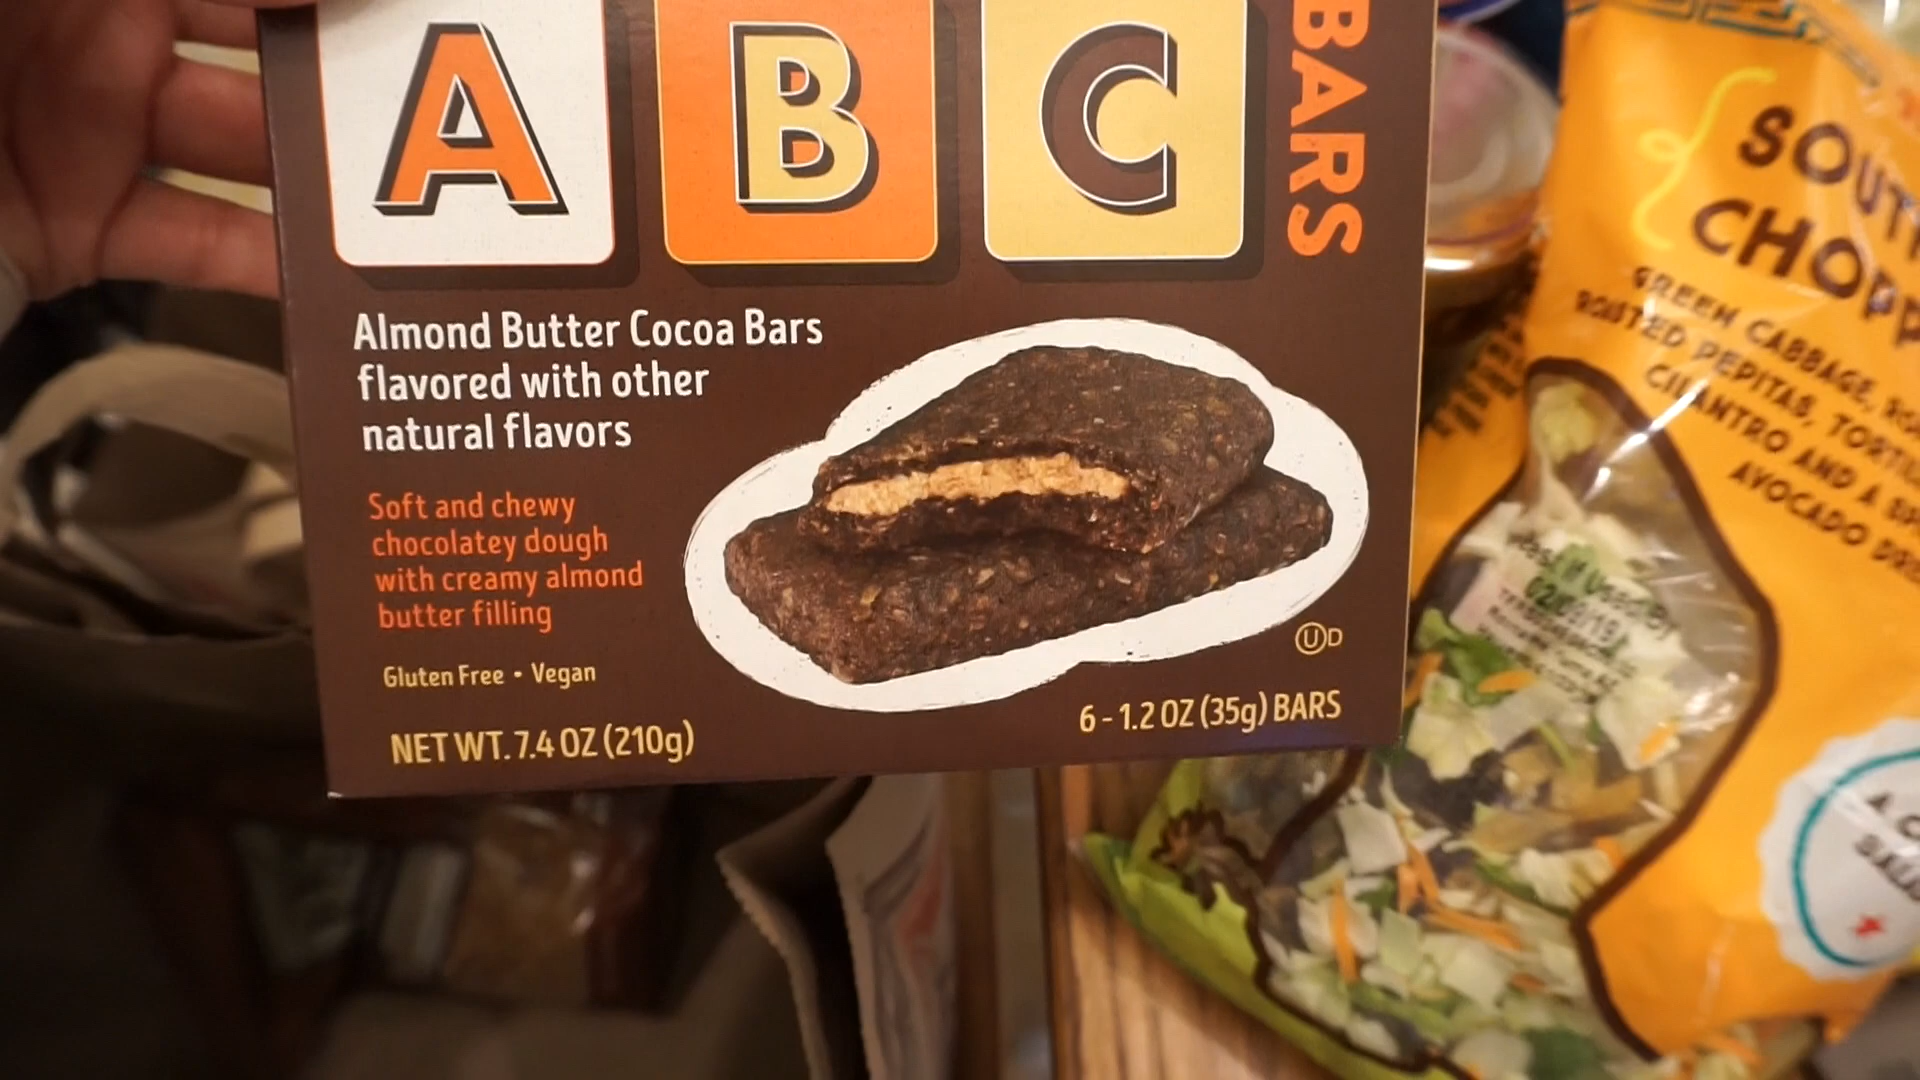 A B C
BARS
Almond Butter Cocoa Bars
flavored with other
natural flavors
Soft and chewy
chocolatey dough
with creamy almond
butter filling
Gluten Free • Vegan
NET WT. 7.4 OZ (210g)
UD
6 - 1.2 OZ (35g) BARS
CHOPP
GREEN CABBAGE,
ROASTED PEPITAS,
CILANTRO AND A
AVOCADO